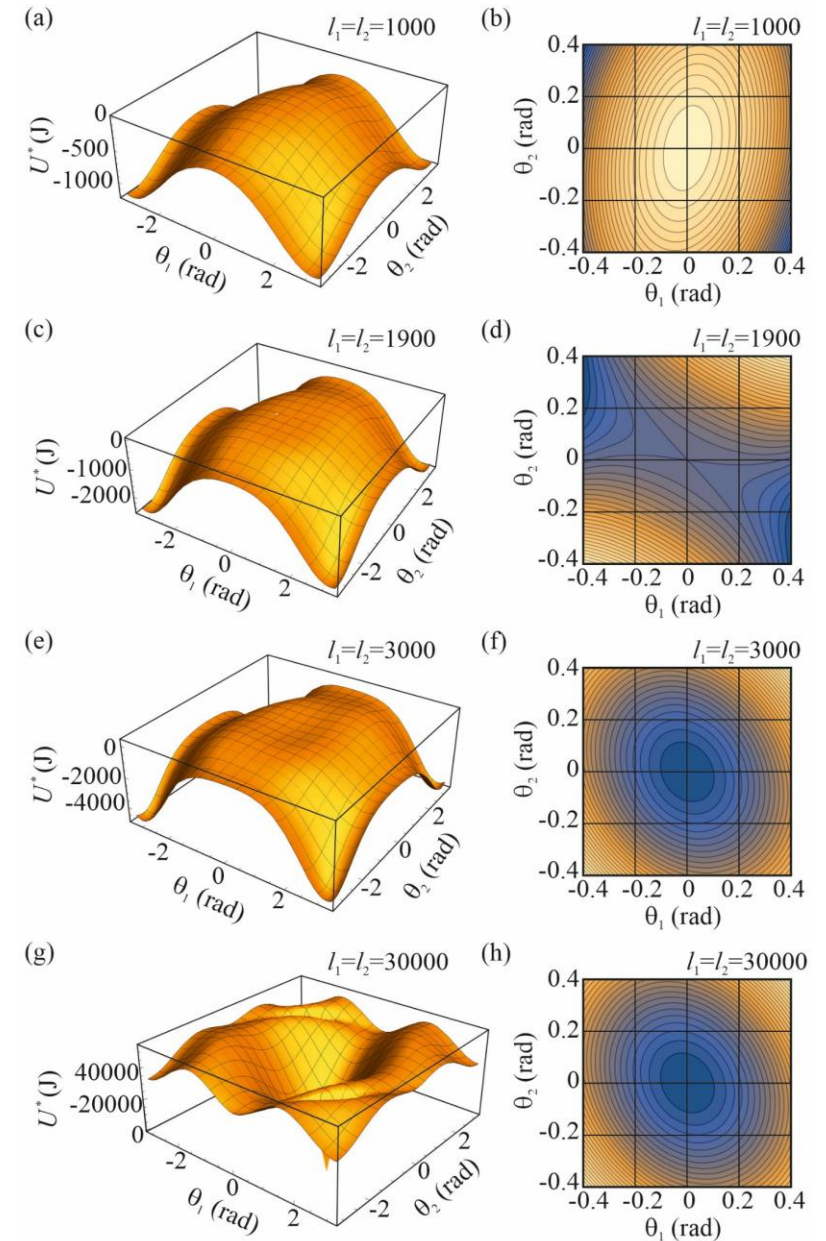 (a) l1=l2=1000
0
-500
-1000
U*(J)
-2
0
2
θ1 (rad)
-2
0
2
θ2 (rad)
(b) l1=l2=1000
0.4
0.2
0
-0.2
-0.4
θ2 (rad)
-0.4 -0.2 0 0.2 0.4
θ1 (rad)
(c) l1=l2=1900
0
-1000
-2000
U*(J)
-2
0
2
θ1 (rad)
-2
0
2
θ2 (rad)
(d) l1=l2=1900
0.4
0.2
0
-0.2
-0.4
θ2 (rad)
-0.4 -0.2 0 0.2 0.4
θ1 (rad)
(e) l1=l2=3000
0
-2000
-4000
U*(J)
-2
0
2
θ1 (rad)
-2
0
2
θ2 (rad)
(f) l1=l2=3000
0.4
0.2
0
-0.2
-0.4
θ2 (rad)
-0.4 -0.2 0 0.2 0.4
θ1 (rad)
(g) l1=l2=30000
40000
-20000
0
U*(J)
-2
0
2
θ1 (rad)
-2
0
2
θ2 (rad)
(h) l1=l2=30000
0.4
0.2
0
-0.2
-0.4
θ2 (rad)
-0.4 -0.2 0 0.2 0.4
θ1 (rad)